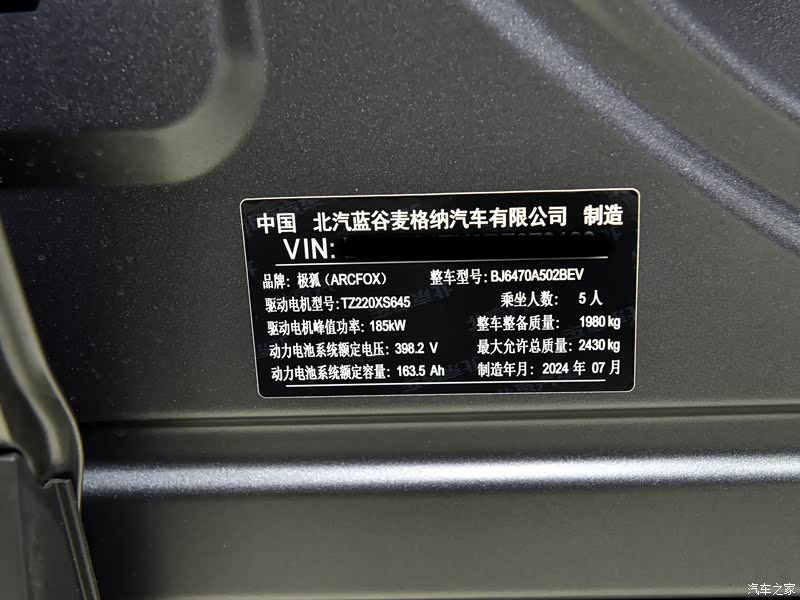 中国 北汽蓝谷麦格纳汽车有限公司 制造
VIN:
品牌: 极狐(ARCFOX) 整车型号:BJ6470A502BEV
驱动电机型号:TZ220XS645 乘坐人数: 5人
驱动电机峰值功率: 185kW 整车整备质量: 1980kg
动力电池系统额定电压: 398.2 V 最大允许总质量: 2430kg
动力电池系统额定容量: 163.5 Ah 制造年月: 2024 年 07 月
汽车之家